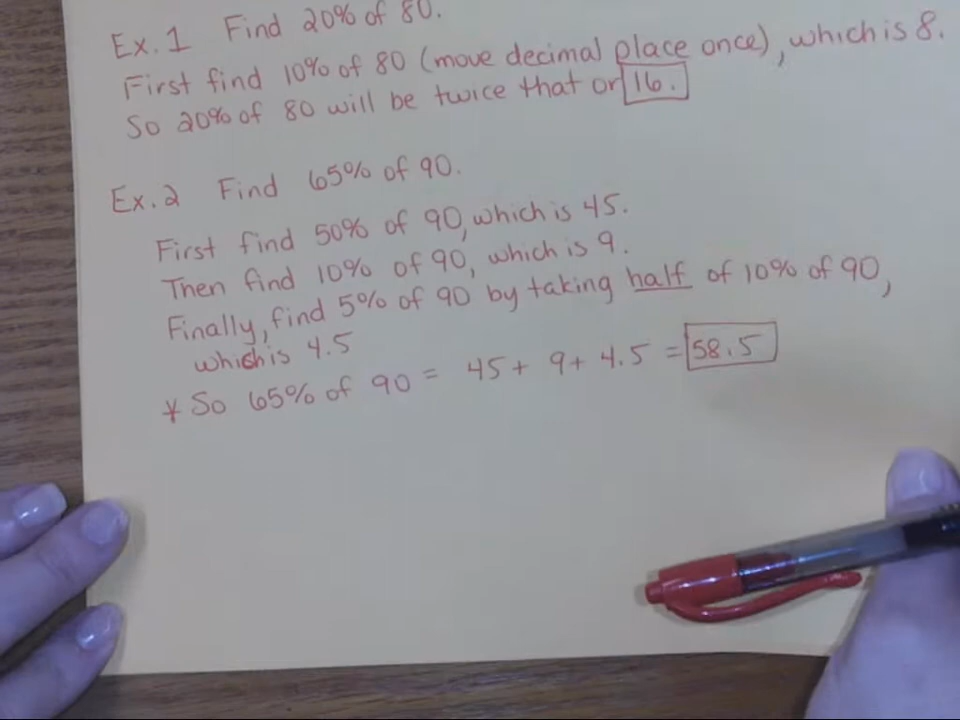 Ex. 1 Find 20% of 80.
First find 10% of 80 (move decimal place once), which is 8.
So 20% of 80 will be twice that or 16.
Ex. 2 Find 65% of 90.
First find 50% of 90, which is 45.
Then find 10% of 90, which is 9.
Finally, find 5% of 90 by taking half of 10% of 90,
which is 4.5
* So 65% of 90 = 45 + 9 + 4.5 = 58.5